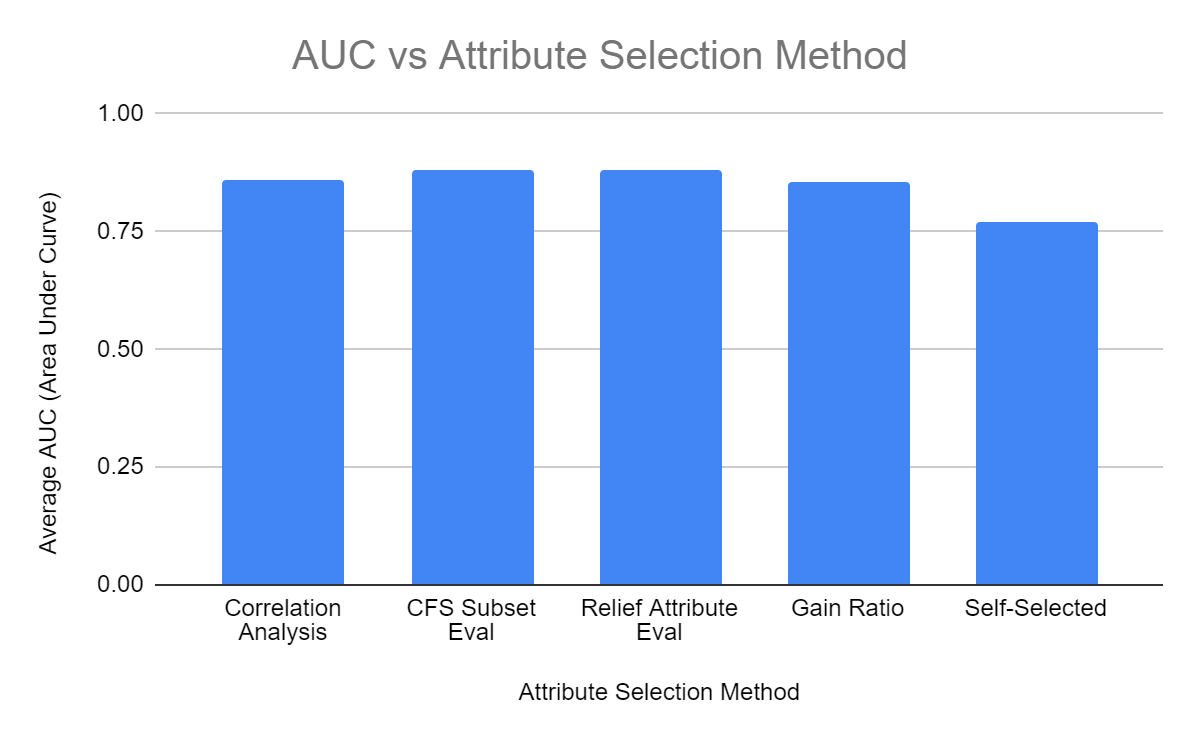 AUC vs Attribute Selection Method
Average AUC (Area Under Curve)
1.00
0.75
0.50
0.25
0.00
Correlation
Analysis
CFS Subset
Eval
Relief Attribute
Eval
Gain Ratio
Self-Selected
Attribute Selection Method